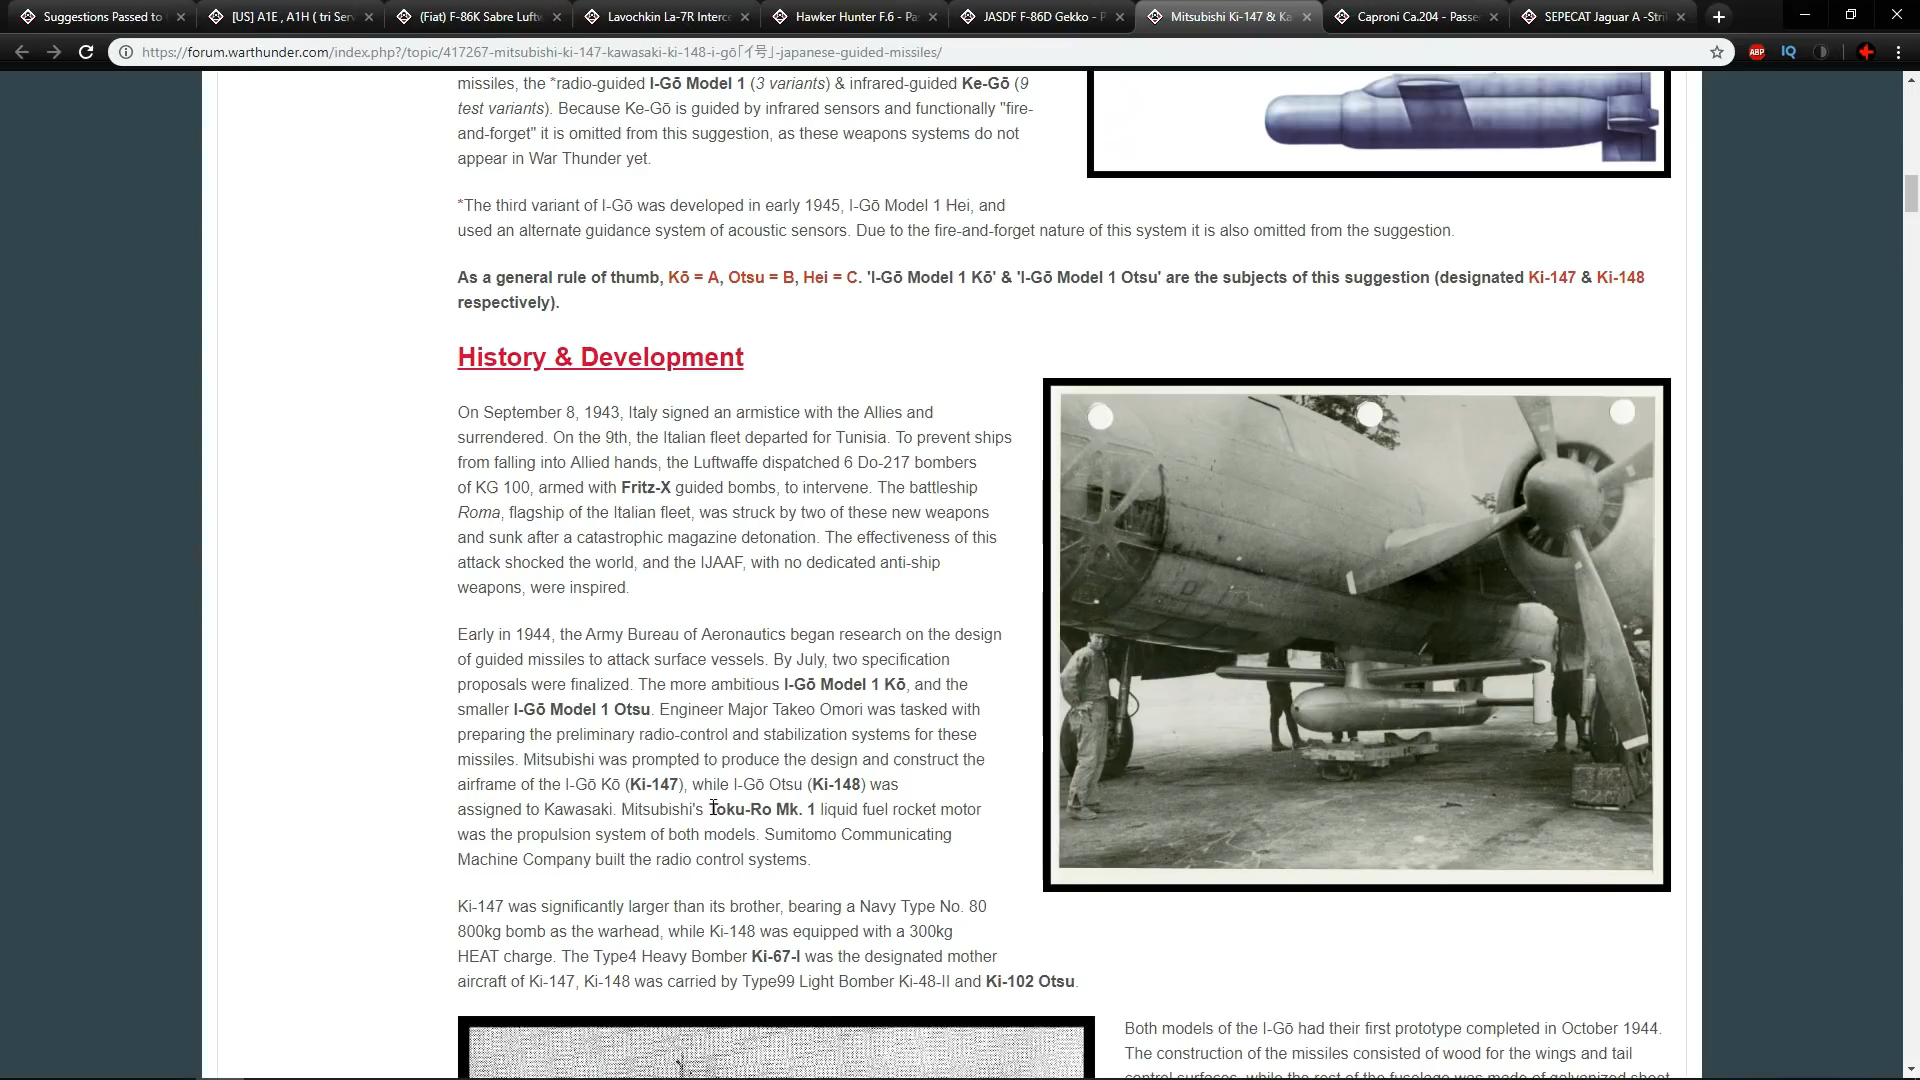 Suggestions Passed to
[US] A1E , A1H ( tri Serv
(Fiat) F-86K Sabre Luftw
Lavochkin La-7R Interce
Hawker Hunter F.6 - Pa
JASDF F-86D Gekko - P
Mitsubishi Ki-147 & Ka
Caproni Ca.204 - Passe
SEPECAT Jaguar A -Stri
https://forum.warthunder.com/index.php?/topic/417267-mitsubishi-ki-147-kawasaki-ki-148-i-gō「イ号」-japanese-guided-missiles/
ABP
IQ
missiles, the *radio-guided I-Gō Model 1 (3 variants) & infrared-guided Ke-Gō (9
test variants). Because Ke-Gō is guided by infrared sensors and functionally "fire-
and-forget" it is omitted from this suggestion, as these weapons systems do not
appear in War Thunder yet.
*The third variant of I-Gō was developed in early 1945, I-Gō Model 1 Hei, and
used an alternate guidance system of acoustic sensors. Due to the fire-and-forget nature of this system it is also omitted from the suggestion.
As a general rule of thumb, Kō = A, Otsu = B, Hei = C. 'I-Gō Model 1 Kō' & 'I-Gō Model 1 Otsu' are the subjects of this suggestion (designated Ki-147 & Ki-148
respectively).
History & Development
On September 8, 1943, Italy signed an armistice with the Allies and
surrendered. On the 9th, the Italian fleet departed for Tunisia. To prevent ships
from falling into Allied hands, the Luftwaffe dispatched 6 Do-217 bombers
of KG 100, armed with Fritz-X guided bombs, to intervene. The battleship
Roma, flagship of the Italian fleet, was struck by two of these new weapons
and sunk after a catastrophic magazine detonation. The effectiveness of this
attack shocked the world, and the IJAAF, with no dedicated anti-ship
weapons, were inspired.
Early in 1944, the Army Bureau of Aeronautics began research on the design
of guided missiles to attack surface vessels. By July, two specification
proposals were finalized. The more ambitious I-Gō Model 1 Kō, and the
smaller I-Gō Model 1 Otsu. Engineer Major Takeo Omori was tasked with
preparing the preliminary radio-control and stabilization systems for these
missiles. Mitsubishi was prompted to produce the design and construct the
airframe of the I-Gō Kō (Ki-147), while I-Gō Otsu (Ki-148) was
assigned to Kawasaki. Mitsubishi's Toku-Ro Mk. 1 liquid fuel rocket motor
was the propulsion system of both models. Sumitomo Communicating
Machine Company built the radio control systems.
Ki-147 was significantly larger than its brother, bearing a Navy Type No. 80
800kg bomb as the warhead, while Ki-148 was equipped with a 300kg
HEAT charge. The Type4 Heavy Bomber Ki-67-I was the designated mother
aircraft of Ki-147, Ki-148 was carried by Type99 Light Bomber Ki-48-II and Ki-102 Otsu.
Both models of the I-Gō had their first prototype completed in October 1944.
The construction of the missiles consisted of wood for the wings and tail
control surfaces, while the rest of the fuselage was made of galvanized sheet